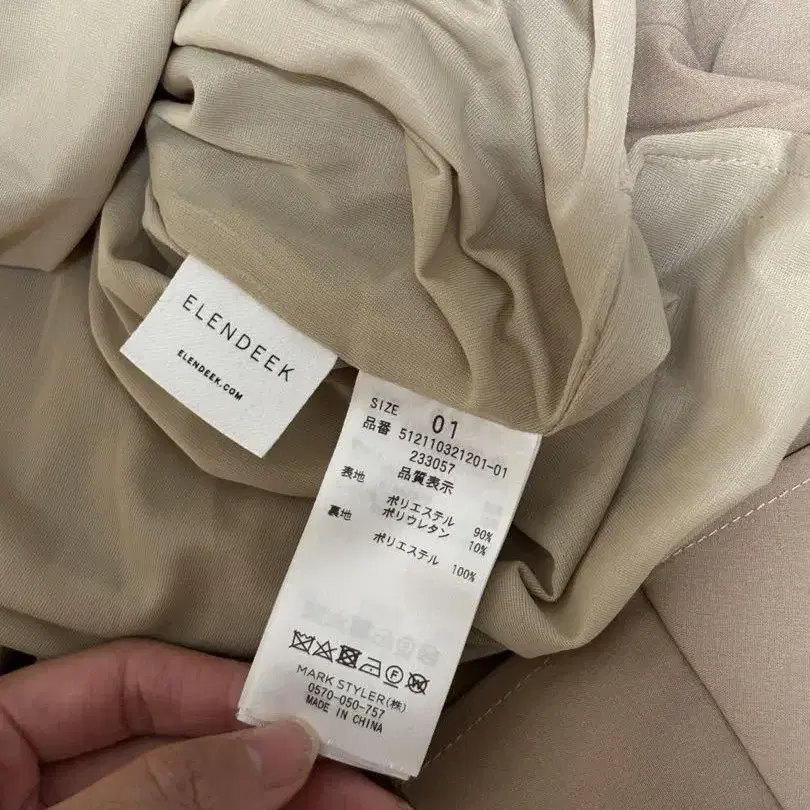 ELENDEEK
ELENDEEK.COM
SIZE 01
品番 512110321201-01
233057
品質表示
表地
ポリエステル 90%
ポリウレタン 10%
裏地
ポリエステル 100%
MARK STYLER(株)
0570-050-757
MADE IN CHINA